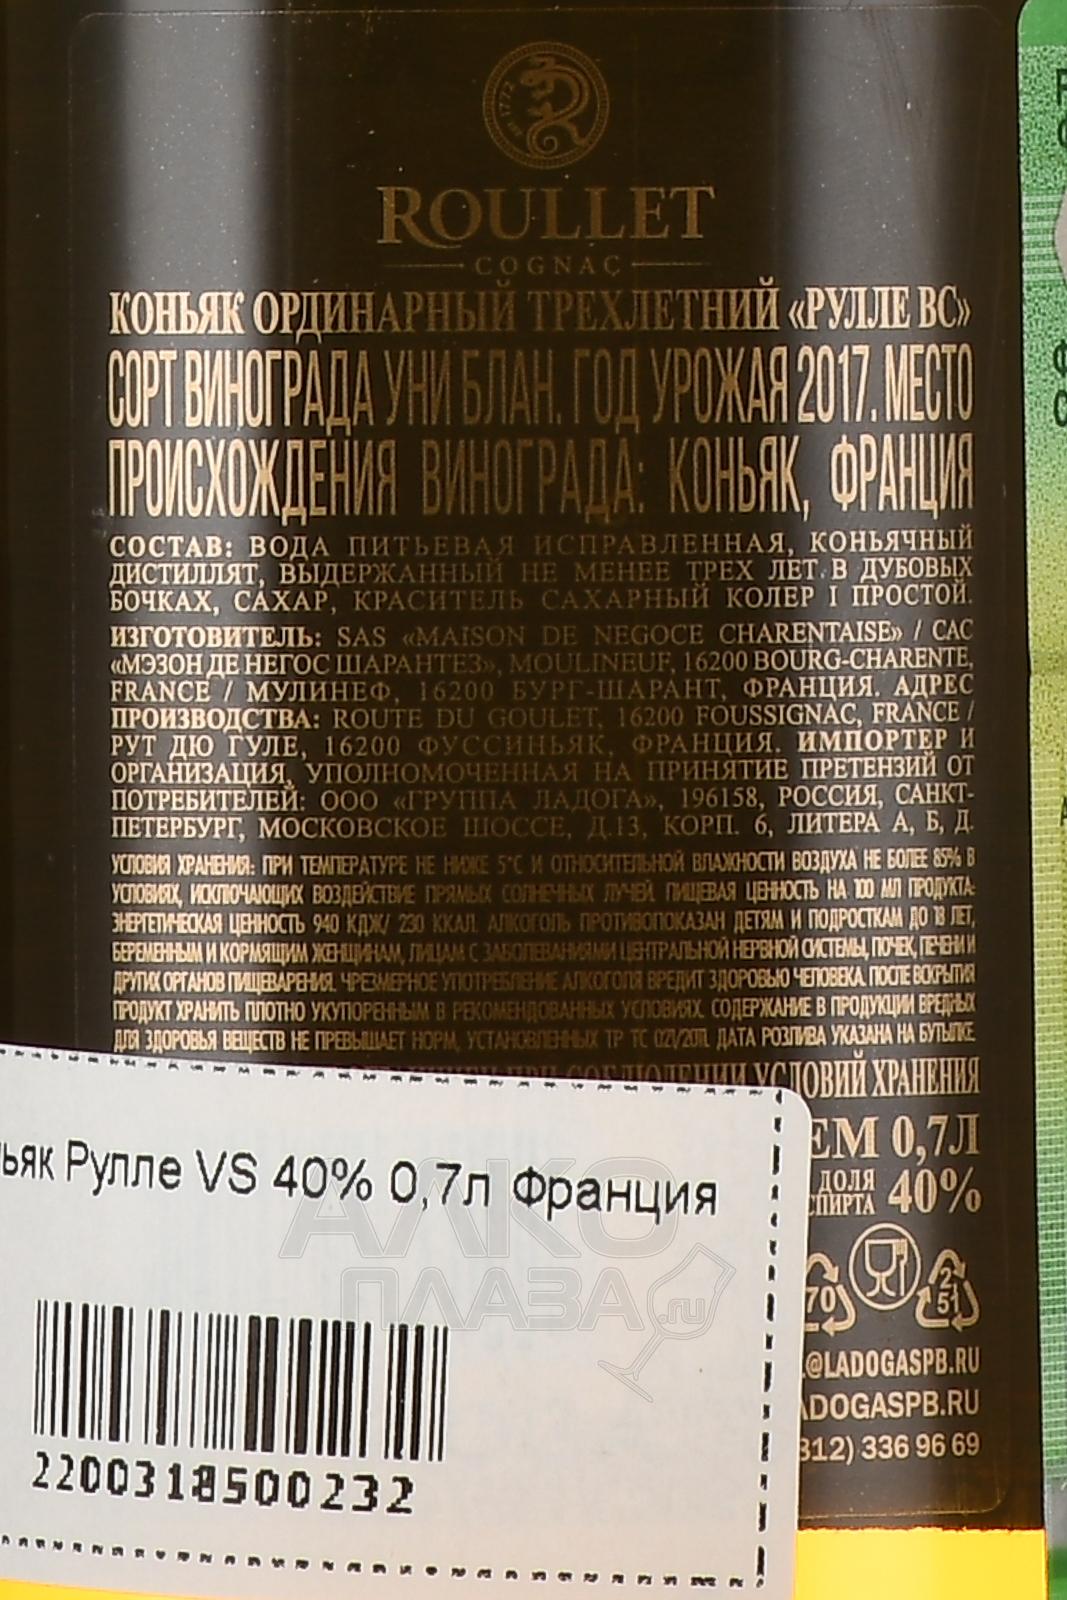 ROULLET
COGNAC
КОНЬЯК ОРДИНАРНЫЙ ТРЕХЛЕТНИЙ «РУЛЛЕ ВС»
СОРТ ВИНОГРАДА УНИ БЛАН. ГОД УРОЖАЯ 2017. МЕСТО
ПРОИСХОЖДЕНИЯ ВИНОГРАДА: КОНЬЯК, ФРАНЦИЯ
СОСТАВ: ВОДА ПИТЬЕВАЯ ИСПРАВЛЕННАЯ, КОНЬЯЧНЫЙ
ДИСТИЛЛЯТ, ВЫДЕРЖАННЫЙ НЕ МЕНЕЕ ТРЕХ ЛЕТ В ДУБОВЫХ
БОЧКАХ, САХАР, КРАСИТЕЛЬ САХАРНЫЙ КОЛЕР I ПРОСТОЙ.
ИЗГОТОВИТЕЛЬ: SAS «MAISON DE NEGOCE CHARENTAISE» / САС
«МЭЗОН ДЕ НЕГОС ШАРАНТЕЗ», MOULINEUF, 16200 BOURG-CHARENTE,
FRANCE / МУЛИНЕФ, 16200 БУРГ-ШАРАНТ, ФРАНЦИЯ. АДРЕС
ПРОИЗВОДСТВА: ROUTE DU GOULET, 16200 FOUSSIGNAC, FRANCE /
РУТ ДЮ ГУЛЕ, 16200 ФУССИНЬЯК, ФРАНЦИЯ. ИМПОРТЕР И
ОРГАНИЗАЦИЯ, УПОЛНОМОЧЕННАЯ НА ПРИНЯТИЕ ПРЕТЕНЗИЙ ОТ
ПОТРЕБИТЕЛЕЙ: ООО «ГРУППА ЛАДОГА», 196158, РОССИЯ, САНКТ-
ПЕТЕРБУРГ, МОСКОВСКОЕ ШОССЕ, Д.13, КОРП. 6, ЛИТЕРА А, Б, Д.
УСЛОВИЯ ХРАНЕНИЯ: ПРИ ТЕМПЕРАТУРЕ НЕ НИЖЕ 5°С И ОТНОСИТЕЛЬНОЙ ВЛАЖНОСТИ ВОЗДУХА НЕ БОЛЕЕ 85% В
УСЛОВИЯХ, ИСКЛЮЧАЮЩИХ ВОЗДЕЙСТВИЕ ПРЯМЫХ СОЛНЕЧНЫХ ЛУЧЕЙ. ПИЩЕВАЯ ЦЕННОСТЬ НА 100 МЛ ПРОДУКТА:
ЭНЕРГЕТИЧЕСКАЯ ЦЕННОСТЬ 940 КДЖ/ 230 ККАЛ. АЛКОГОЛЬ ПРОТИВОПОКАЗАН ДЕТЯМ И ПОДРОСТКАМ ДО 18 ЛЕТ,
БЕРЕМЕННЫМ И КОРМЯЩИМ ЖЕНЩИНАМ, ЛИЦАМ С ЗАБОЛЕВАНИЯМИ ЦЕНТРАЛЬНОЙ НЕРВНОЙ СИСТЕМЫ, ПОЧЕК, ПЕЧЕНИ И
ДРУГИХ ОРГАНОВ ПИЩЕВАРЕНИЯ. ЧРЕЗМЕРНОЕ УПОТРЕБЛЕНИЕ АЛКОГОЛЯ ВРЕДИТ ЗДОРОВЬЮ ЧЕЛОВЕКА. ПОСЛЕ ВСКРЫТИЯ
ПРОДУКТ ХРАНИТЬ ПЛОТНО УКУПОРЕННЫМ В РЕКОМЕНДОВАННЫХ УСЛОВИЯХ. СОДЕРЖАНИЕ В ПРОДУКЦИИ ВРЕДНЫХ
ДЛЯ ЗДОРОВЬЯ ВЕЩЕСТВ НЕ ПРЕВЫШАЕТ НОРМ, УСТАНОВЛЕННЫХ ТР ТС 021/2011. ДАТА РОЗЛИВА УКАЗАНА НА БУТЫЛКЕ.
ПРИ СОБЛЮДЕНИИ УСЛОВИЙ ХРАНЕНИЯ
ЕМ 0,7Л
ДОЛЯ
СПИРТА 40%
70 2 51
@LADOGASPB.RU
ADOGASPB.RU
812) 336 96 69
ьяк Рулле VS 40% 0,7л Франция
2200318500232
АЛКО
ПЛАЗА.ru